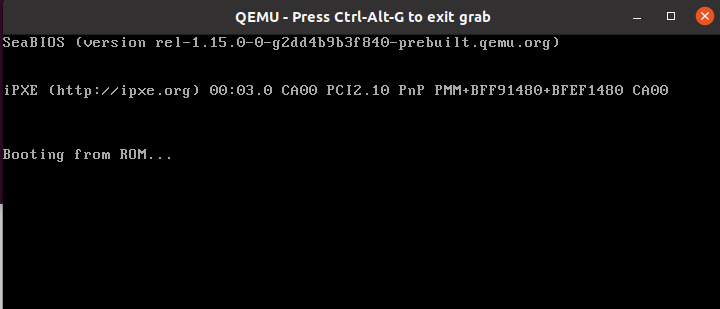 QEMU - Press Ctrl-Alt-G to exit grab
SeaBIOS (version rel-1.15.0-0-g2dd4b9b3f840-prebuilt.qemu.org)
iPXE (http://ipxe.org) 00:03.0 CA00 PCI2.10 PnP PMM+BFF91480+BFEF1480 CA00
Booting from ROM...